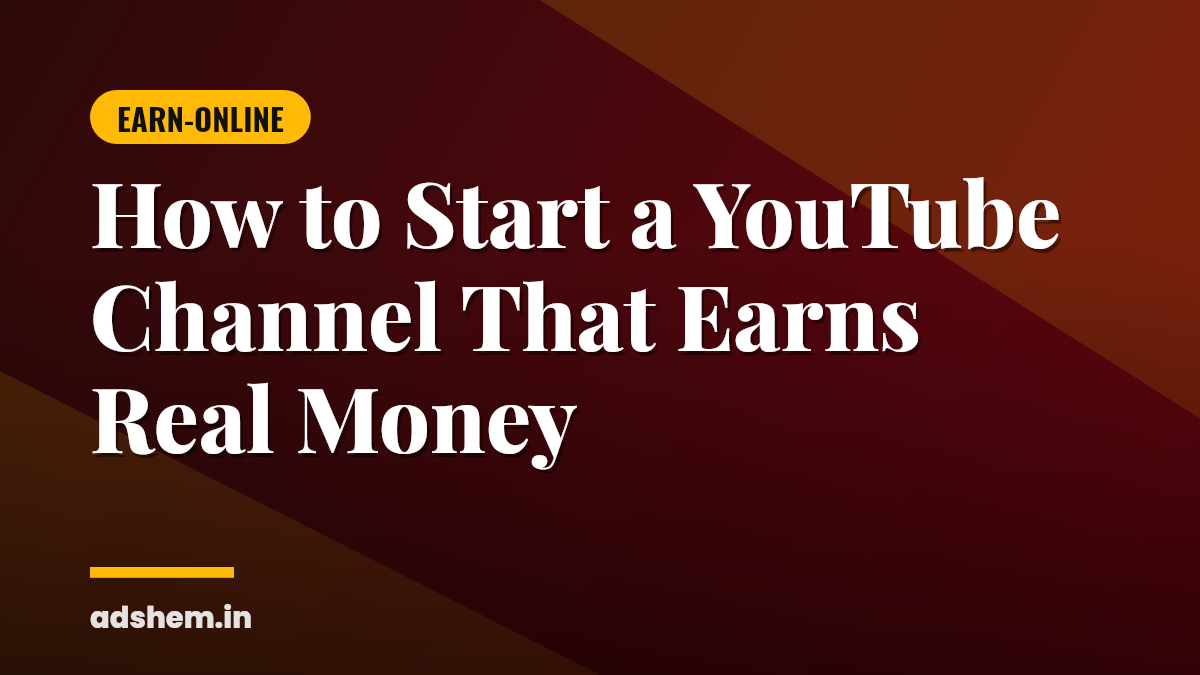 EARN-ONLINE
How to Start a YouTube
Channel That Earns
Real Money
adshem.in